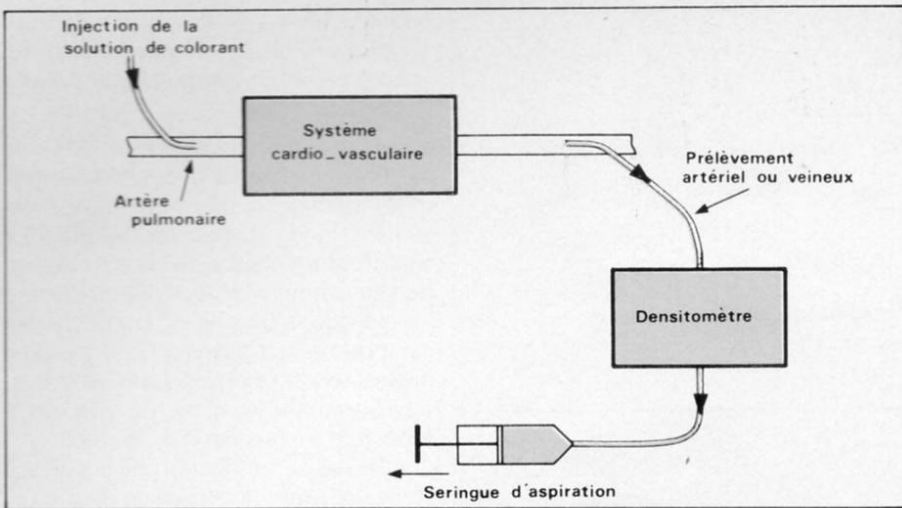 Injection de la
solution de colorant
Système
cardio_vasculaire
Prélèvement
artériel ou veineux
Artère
pulmonaire
Densitomètre
Seringue d'aspiration